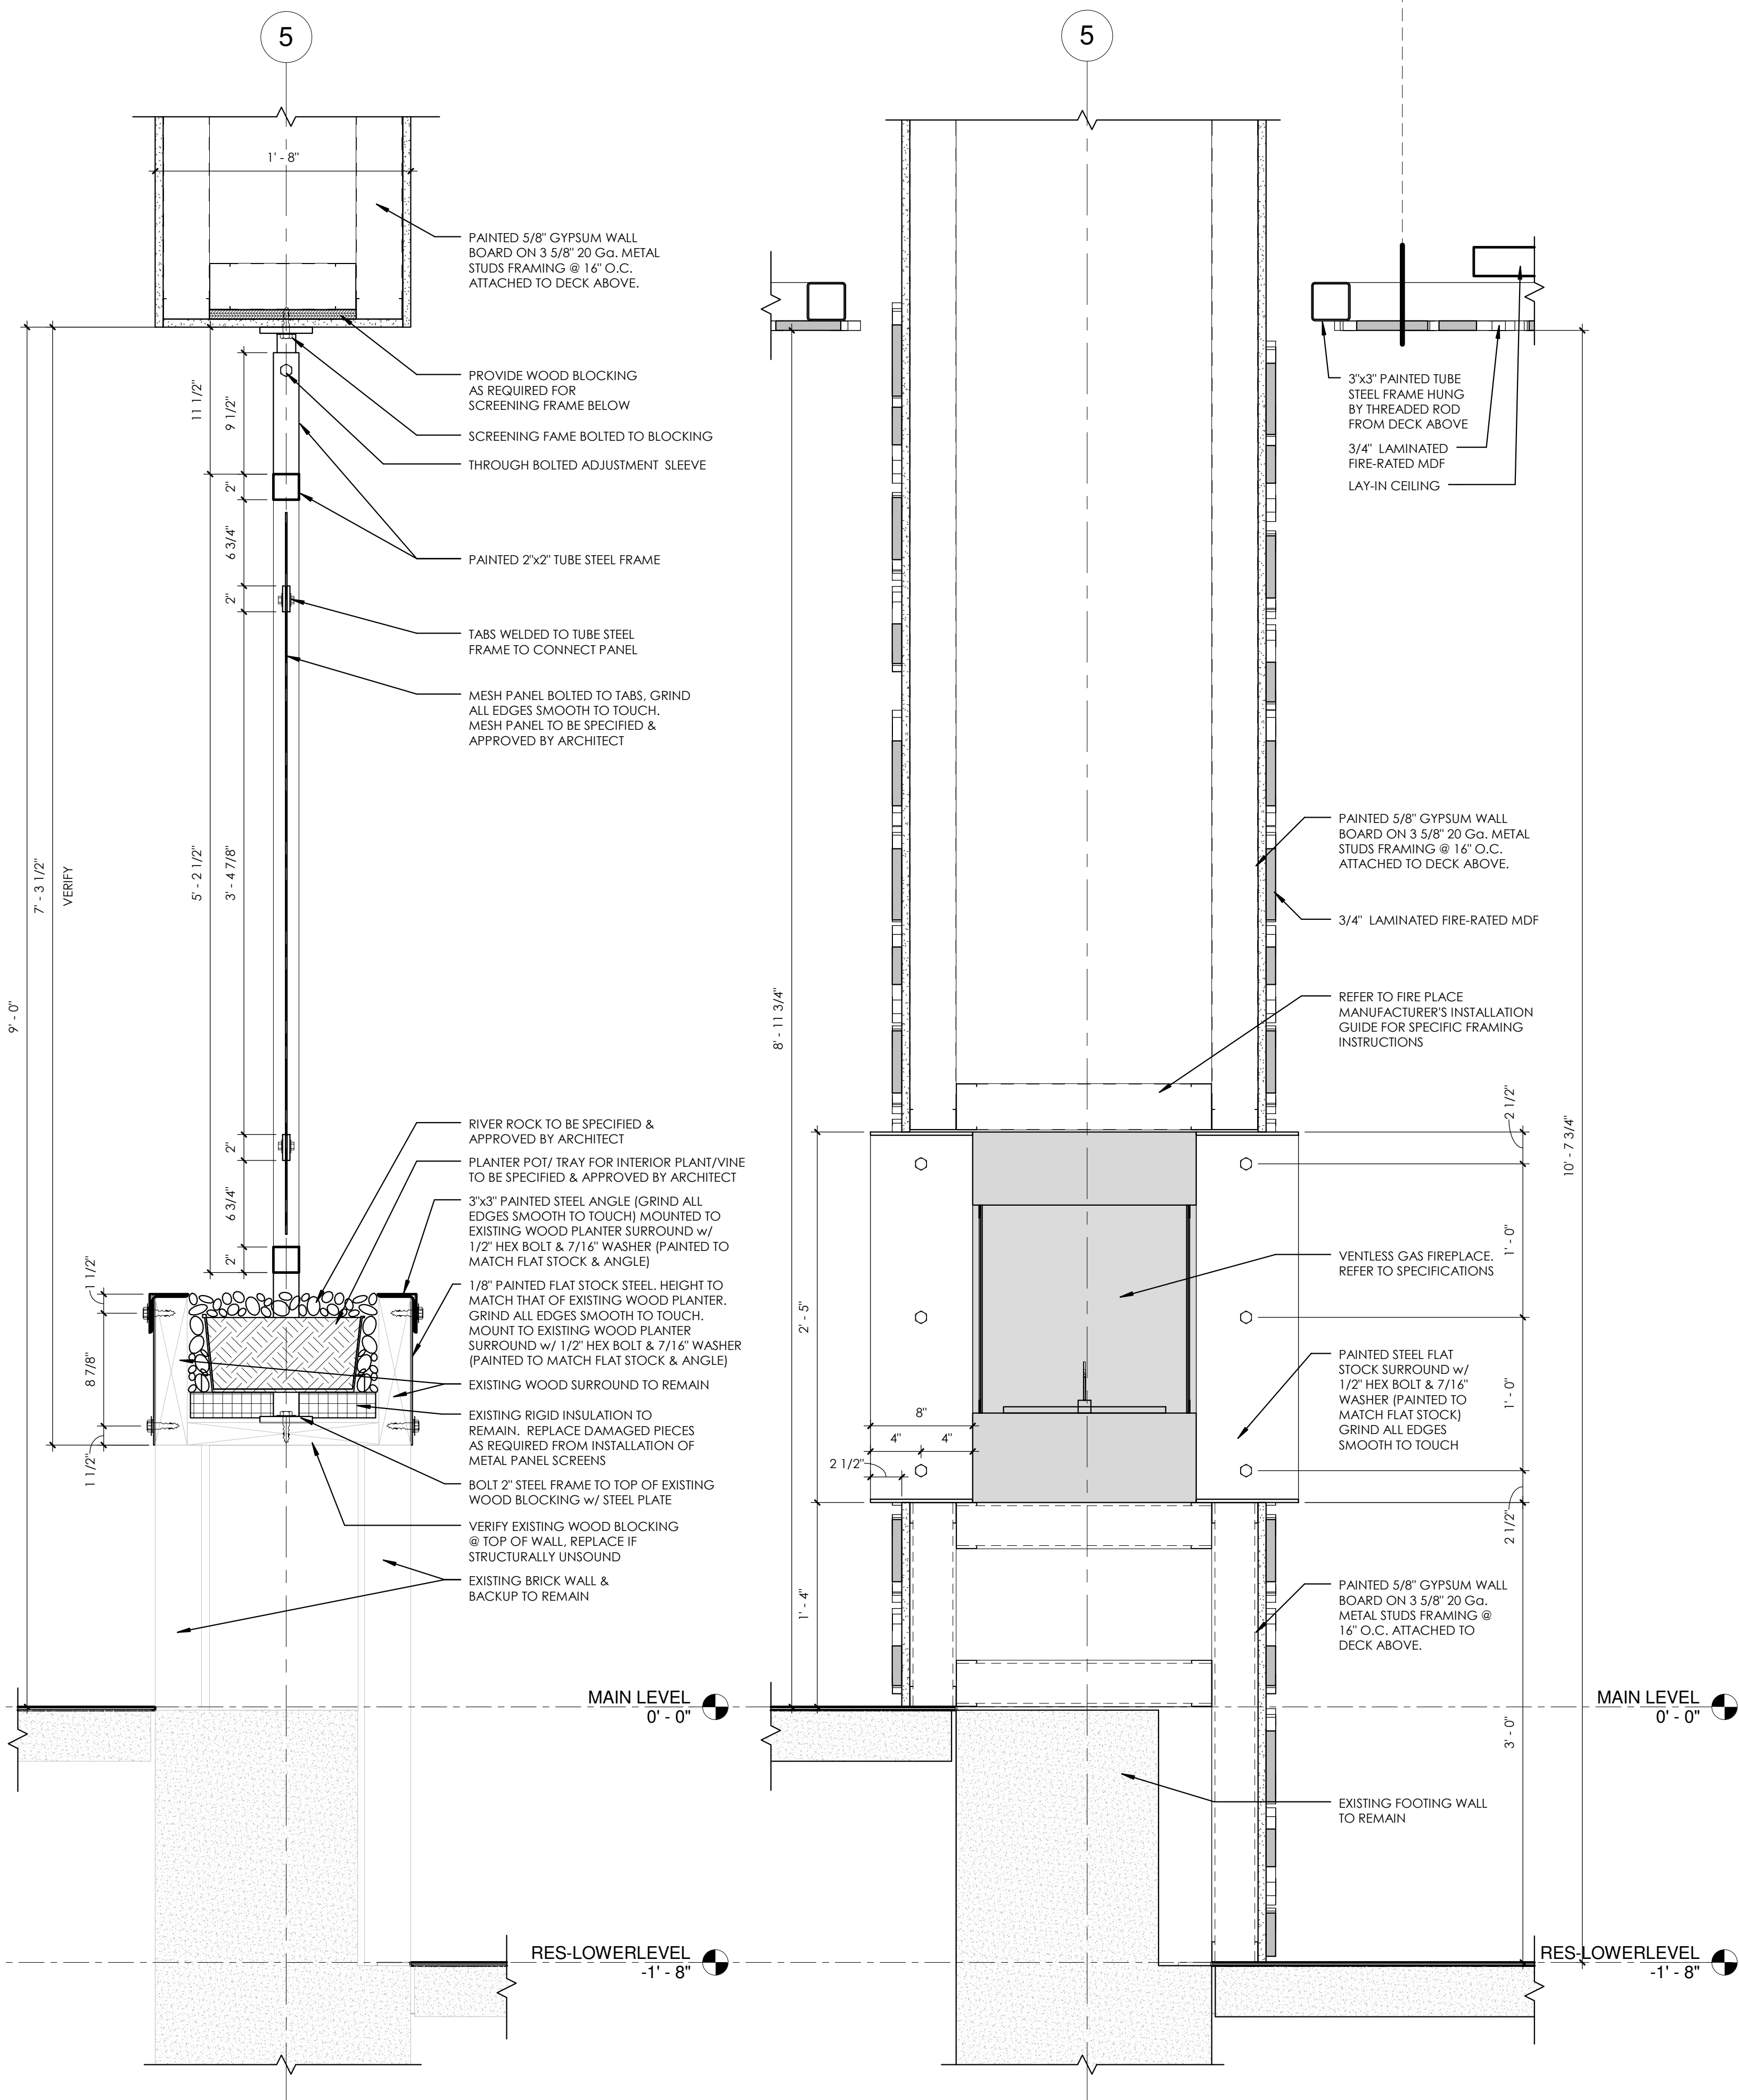 5
1' - 8"
PAINTED 5/8" GYPSUM WALL
BOARD ON 3 5/8" 20 Ga. METAL
STUDS FRAMING @ 16" O.C.
ATTACHED TO DECK ABOVE.
PROVIDE WOOD BLOCKING
AS REQUIRED FOR
SCREENING FRAME BELOW
SCREENING FAME BOLTED TO BLOCKING
THROUGH BOLTED ADJUSTMENT SLEEVE
PAINTED 2"x2" TUBE STEEL FRAME
TABS WELDED TO TUBE STEEL
FRAME TO CONNECT PANEL
MESH PANEL BOLTED TO TABS, GRIND
ALL EDGES SMOOTH TO TOUCH.
MESH PANEL TO BE SPECIFIED &
APPROVED BY ARCHITECT
RIVER ROCK TO BE SPECIFIED &
APPROVED BY ARCHITECT
PLANTER POT/ TRAY FOR INTERIOR PLANT/VINE
TO BE SPECIFIED & APPROVED BY ARCHITECT
3"x3" PAINTED STEEL ANGLE (GRIND ALL
EDGES SMOOTH TO TOUCH) MOUNTED TO
EXISTING WOOD PLANTER SURROUND w/
1/2" HEX BOLT & 7/16" WASHER (PAINTED TO
MATCH FLAT STOCK & ANGLE)
1/8" PAINTED FLAT STOCK STEEL. HEIGHT TO
MATCH THAT OF EXISTING WOOD PLANTER.
GRIND ALL EDGES SMOOTH TO TOUCH.
MOUNT TO EXISTING WOOD PLANTER
SURROUND w/ 1/2" HEX BOLT & 7/16" WASHER
(PAINTED TO MATCH FLAT STOCK & ANGLE)
EXISTING WOOD SURROUND TO REMAIN
EXISTING RIGID INSULATION TO
REMAIN. REPLACE DAMAGED PIECES
AS REQUIRED FROM INSTALLATION OF
METAL PANEL SCREENS
BOLT 2" STEEL FRAME TO TOP OF EXISTING
WOOD BLOCKING w/ STEEL PLATE
VERIFY EXISTING WOOD BLOCKING
@ TOP OF WALL, REPLACE IF
STRUCTURALLY UNSOUND
EXISTING BRICK WALL &
BACKUP TO REMAIN
9' - 0"
7' - 3 1/2"
VERIFY
11 1/2"
5' - 2 1/2"
9 1/2"
2"
6 3/4"
2"
3' - 4 7/8"
2"
6 3/4"
2"
1 1/2"
8 7/8"
1 1/2"
MAIN LEVEL
0' - 0"
RES-LOWERLEVEL
-1' - 8"
5
3"x3" PAINTED TUBE
STEEL FRAME HUNG
BY THREADED ROD
FROM DECK ABOVE
3/4" LAMINATED
FIRE-RATED MDF
LAY-IN CEILING
PAINTED 5/8" GYPSUM WALL
BOARD ON 3 5/8" 20 Ga. METAL
STUDS FRAMING @ 16" O.C.
ATTACHED TO DECK ABOVE.
3/4" LAMINATED FIRE-RATED MDF
REFER TO FIRE PLACE
MANUFACTURER'S INSTALLATION
GUIDE FOR SPECIFIC FRAMING
INSTRUCTIONS
VENTLESS GAS FIREPLACE.
REFER TO SPECIFICATIONS
PAINTED STEEL FLAT
STOCK SURROUND w/
1/2" HEX BOLT & 7/16"
WASHER (PAINTED TO
MATCH FLAT STOCK)
GRIND ALL EDGES
SMOOTH TO TOUCH
PAINTED 5/8" GYPSUM WALL
BOARD ON 3 5/8" 20 Ga.
METAL STUDS FRAMING @
16" O.C. ATTACHED TO
DECK ABOVE.
EXISTING FOOTING WALL
TO REMAIN
8' - 11 3/4"
2' - 5"
1' - 4"
8"
4"
4"
2 1/2"
2 1/2"
1' - 0"
1' - 0"
2 1/2"
3' - 0"
10' - 7 3/4"
MAIN LEVEL
0' - 0"
RES-LOWERLEVEL
-1' - 8"